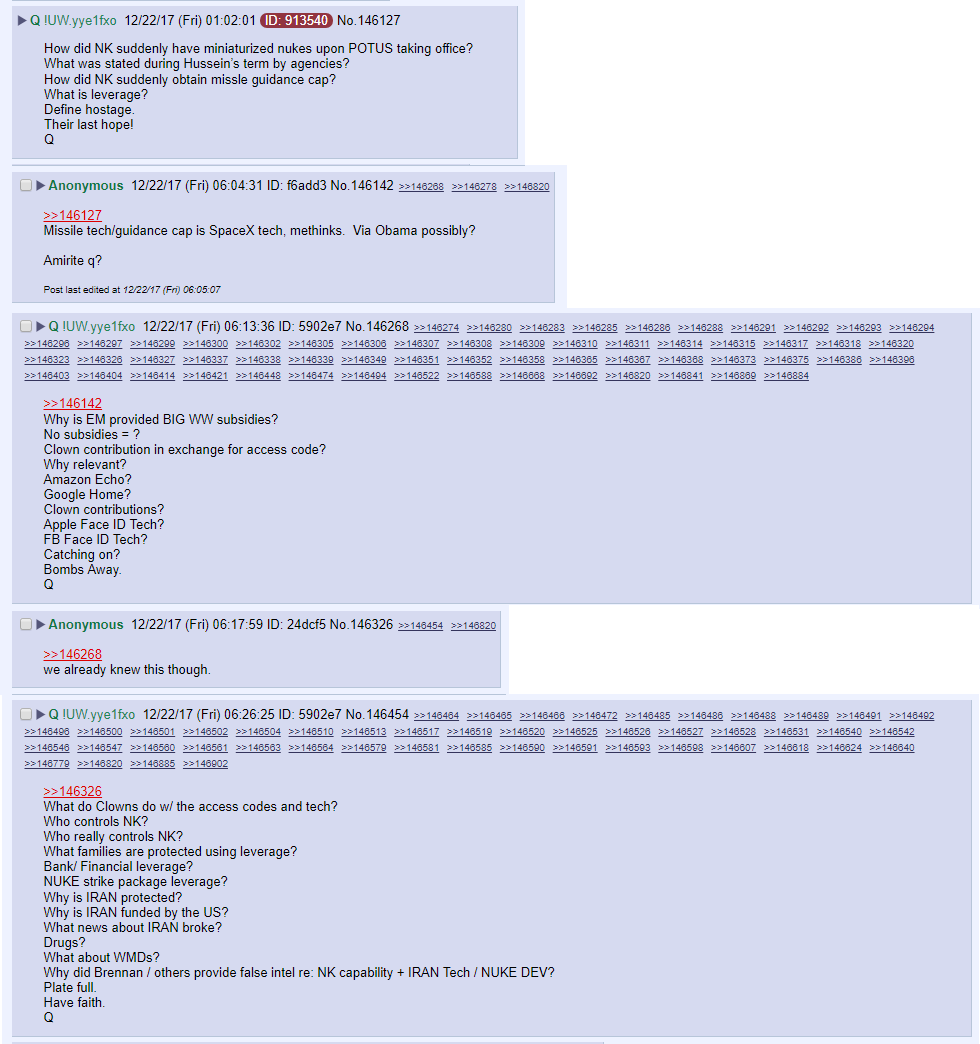 Q !UW.yye1fxo 12/22/17 (Fri) 01:02:01 ID: 913540 No.146127
How did NK suddenly have miniaturized nukes upon POTUS taking office?
What was stated during Hussein's term by agencies?
How did NK suddenly obtain missle guidance cap?
What is leverage?
Define hostage.
Their last hope!
Q
Anonymous 12/22/17 (Fri) 06:04:31 ID: f6add3 No.146142 >>146268 >>146278 >>146820
>>146127
Missile tech/guidance cap is SpaceX tech, methinks.  Via Obama possibly?
Amirite q?
Post last edited at 12/22/17 (Fri) 06:05:07
Q !UW.yye1fxo 12/22/17 (Fri) 06:13:36 ID: 5902e7 No.146268 >>146274 >>146280 >>146283 >>146285 >>146286 >>146288 >>146291 >>146292 >>146293 >>146294
>>146296 >>146297 >>146299 >>146300 >>146302 >>146305 >>146306 >>146307 >>146308 >>146309 >>146310 >>146311 >>146314 >>146315 >>146317 >>146318 >>146320
>>146323 >>146326 >>146327 >>146337 >>146338 >>146339 >>146349 >>146351 >>146352 >>146358 >>146365 >>146367 >>146368 >>146373 >>146375 >>146386 >>146396
>>146403 >>146404 >>146414 >>146421 >>146448 >>146474 >>146494 >>146522 >>146588 >>146668 >>146692 >>146820 >>146841 >>146869 >>146884
>>146142
Why is EM provided BIG WW subsidies?
No subsidies = ?
Clown contribution in exchange for access code?
Why relevant?
Amazon Echo?
Google Home?
Clown contributions?
Apple Face ID Tech?
FB Face ID Tech?
Catching on?
Bombs Away.
Q
Anonymous 12/22/17 (Fri) 06:17:59 ID: 24dcf5 No.146326 >>146454 >>146820
>>146268
we already knew this though.
Q !UW.yye1fxo 12/22/17 (Fri) 06:26:25 ID: 5902e7 No.146454 >>146464 >>146465 >>146466 >>146472 >>146485 >>146486 >>146488 >>146489 >>146491 >>146492
>>146496 >>146500 >>146501 >>146502 >>146504 >>146510 >>146513 >>146517 >>146519 >>146520 >>146525 >>146526 >>146527 >>146528 >>146531 >>146540 >>146542
>>146546 >>146547 >>146560 >>146561 >>146563 >>146564 >>146579 >>146581 >>146585 >>146590 >>146591 >>146593 >>146598 >>146607 >>146618 >>146624 >>146640
>>146779 >>146820 >>146885 >>146902
>>146326
What do Clowns do w/ the access codes and tech?
Who controls NK?
Who really controls NK?
What families are protected using leverage?
Bank/ Financial leverage?
NUKE strike package leverage?
Why is IRAN protected?
Why is IRAN funded by the US?
What news about IRAN broke?
Drugs?
What about WMDs?
Why did Brennan / others provide false intel re: NK capability + IRAN Tech / NUKE DEV?
Plate full.
Have faith.
Q